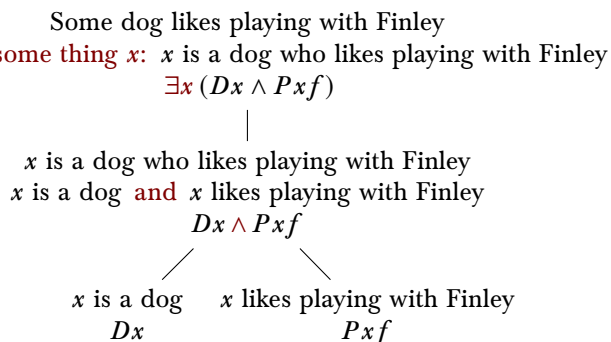 Some dog likes playing with Finley
some thing x: x is a dog who likes playing with Finley
∃x (Dx ∧ Pxf)
x is a dog who likes playing with Finley
x is a dog and x likes playing with Finley
Dx ∧ Pxf
x is a dog x likes playing with Finley
Dx Pxf